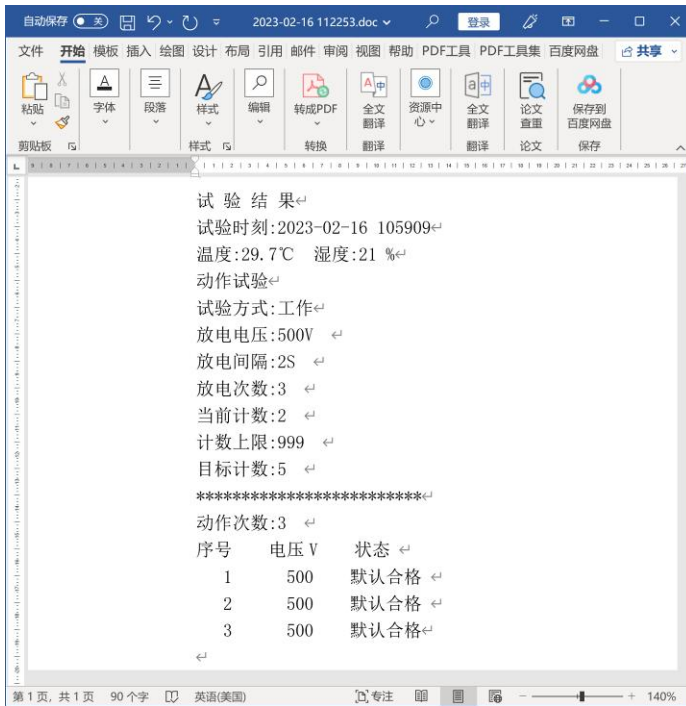 自动保存 关 2023-02-16 112253.doc 登录
文件 开始 模板 插入 绘图 设计 布局 引用 邮件 审阅 视图 帮助 PDF工具 PDF工具集 百度网盘 共享
粘贴 字体 段落 样式 编辑 转成PDF 全文翻译 资源中心 全文翻译 论文查重 保存到百度网盘
剪贴板 样式 转换 翻译 翻译 论文 保存
试 验 结 果
试验时刻:2023-02-16 105909
温度:29.7℃ 湿度:21 %
动作试验
试验方式:工作
放电电压:500V
放电间隔:2S
放电次数:3
当前计数:2
计数上限:999
目标计数:5
*************************
动作次数:3
序号 电压 V 状态
1 500 默认合格
2 500 默认合格
3 500 默认合格
第1页, 共1页 90个字 英语(美国) 专注 140%